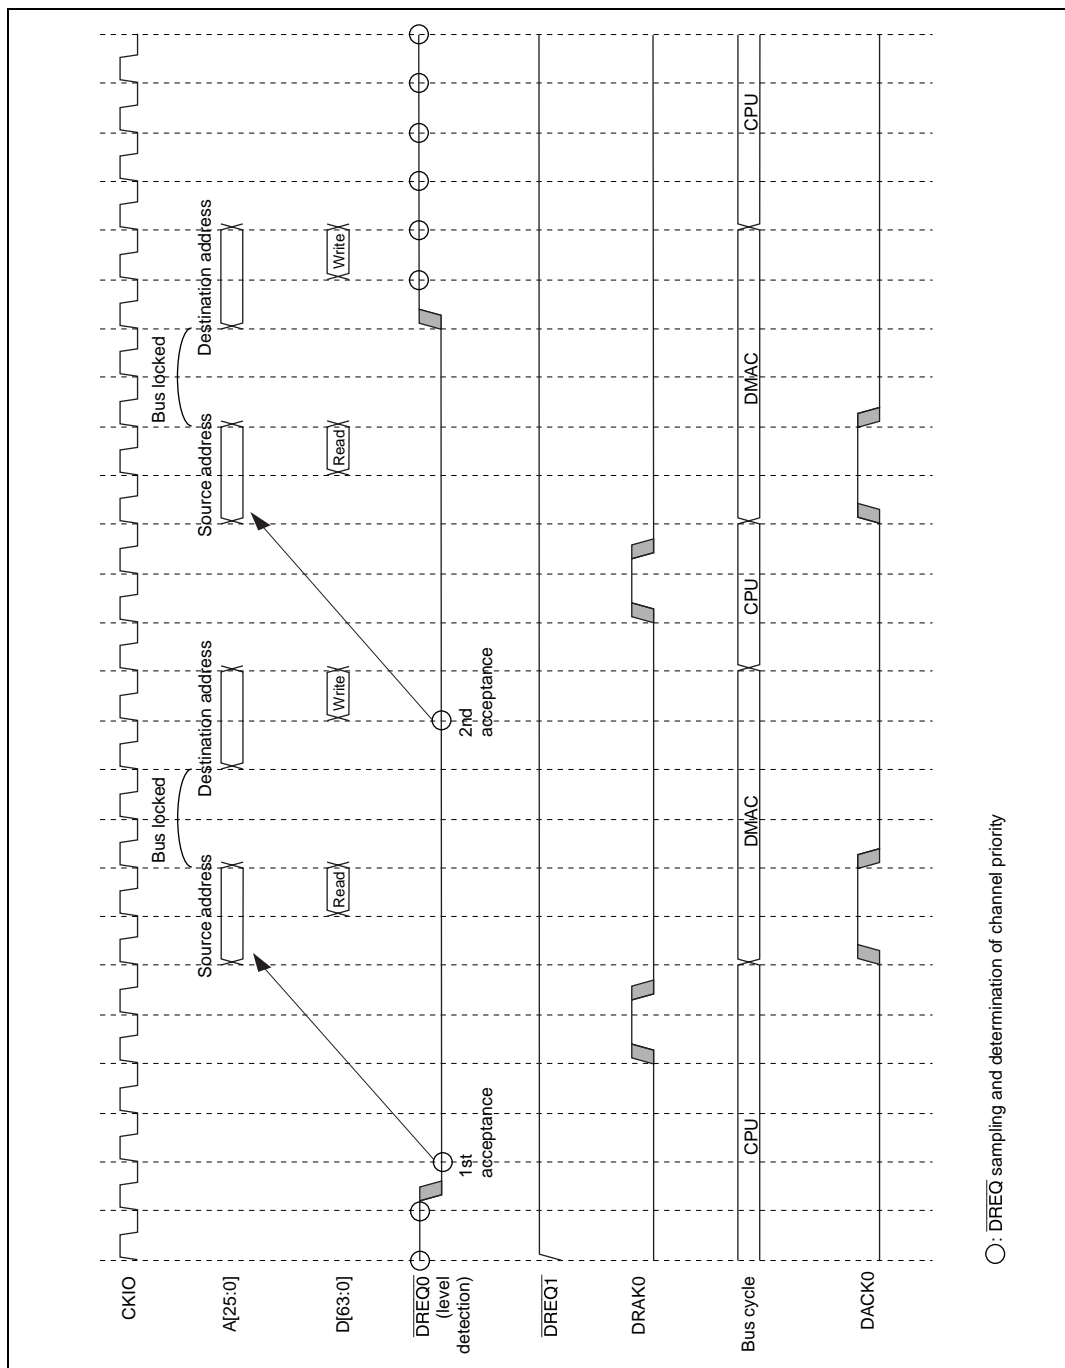 CKIO
A[25:0]
Source address
Bus locked
Destination address
Source address
Bus locked
Destination address
D[63:0]
Read
Write
Read
Write
DREQ0
(level
detection)
1st
acceptance
2nd
acceptance
DREQ1
DRAK0
Bus cycle
CPU
DMAC
CPU
DMAC
CPU
DACK0
: DREQ sampling and determination of channel priority